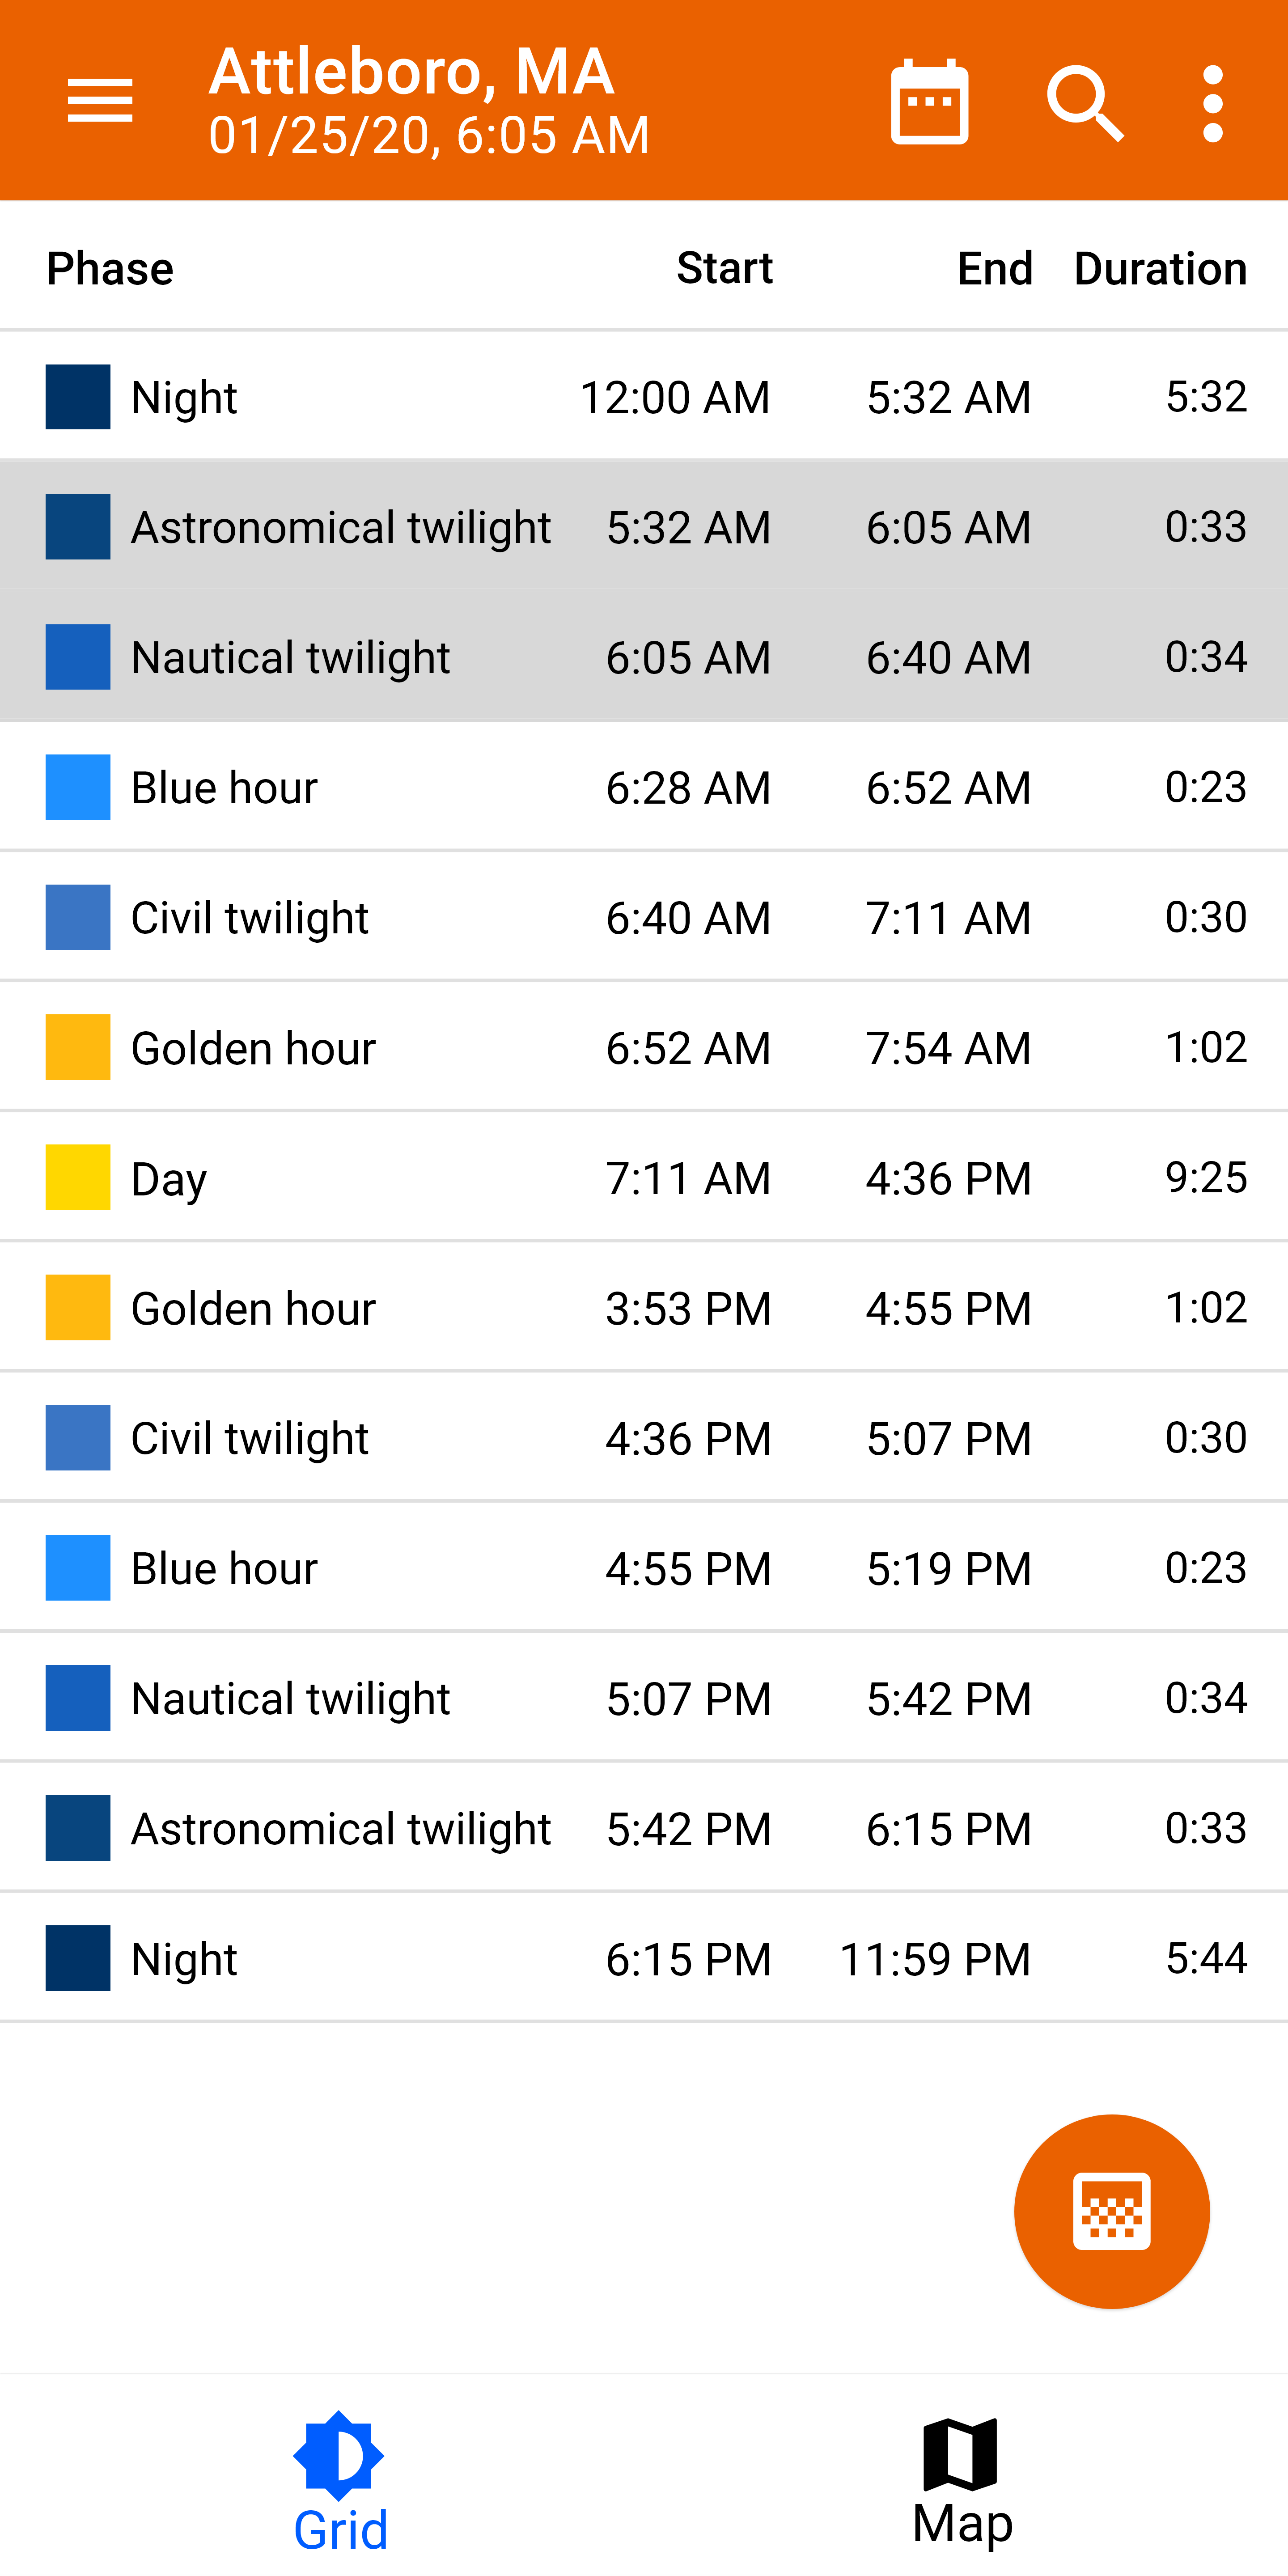 Attleboro, MA
01/25/20, 6:05 AM
Phase Start End Duration
Night 12:00 AM 5:32 AM 5:32
Astronomical twilight 5:32 AM 6:05 AM 0:33
Nautical twilight 6:05 AM 6:40 AM 0:34
Blue hour 6:28 AM 6:52 AM 0:23
Civil twilight 6:40 AM 7:11 AM 0:30
Golden hour 6:52 AM 7:54 AM 1:02
Day 7:11 AM 4:36 PM 9:25
Golden hour 3:53 PM 4:55 PM 1:02
Civil twilight 4:36 PM 5:07 PM 0:30
Blue hour 4:55 PM 5:19 PM 0:23
Nautical twilight 5:07 PM 5:42 PM 0:34
Astronomical twilight 5:42 PM 6:15 PM 0:33
Night 6:15 PM 11:59 PM 5:44
Grid Map